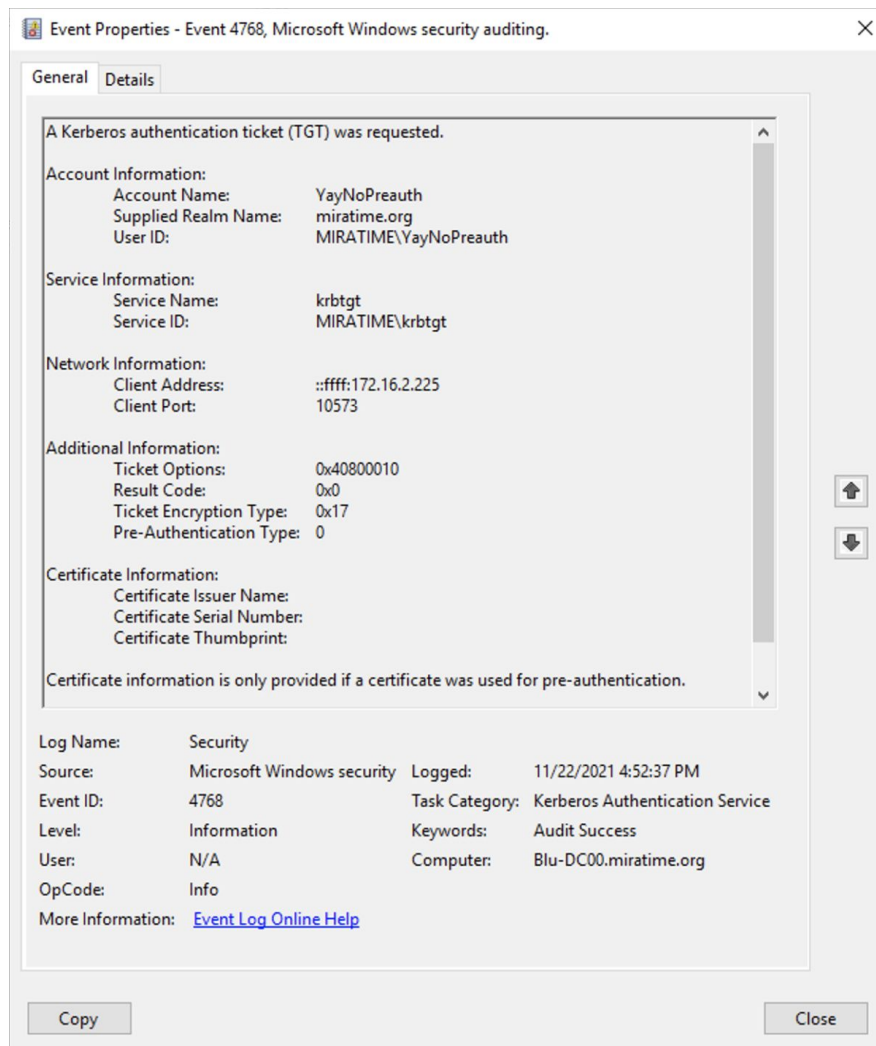 Event Properties - Event 4768, Microsoft Windows security auditing.
General Details
A Kerberos authentication ticket (TGT) was requested.
Account Information:
Account Name: YayNoPreauth
Supplied Realm Name: miratime.org
User ID: MIRATIME\YayNoPreauth
Service Information:
Service Name: krbtgt
Service ID: MIRATIME\krbtgt
Network Information:
Client Address: ::ffff:172.16.2.225
Client Port: 10573
Additional Information:
Ticket Options: 0x40800010
Result Code: 0x0
Ticket Encryption Type: 0x17
Pre-Authentication Type: 0
Certificate Information:
Certificate Issuer Name:
Certificate Serial Number:
Certificate Thumbprint:
Certificate information is only provided if a certificate was used for pre-authentication.
Log Name: Security
Source: Microsoft Windows security Logged: 11/22/2021 4:52:37 PM
Event ID: 4768 Task Category: Kerberos Authentication Service
Level: Information Keywords: Audit Success
User: N/A Computer: Blu-DC00.miratime.org
OpCode: Info
More Information: Event Log Online Help
Copy Close